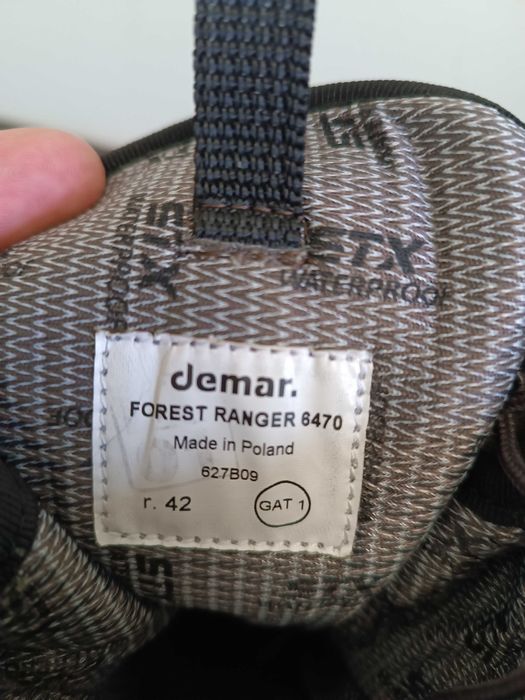 STX
WATERPROOF
demar.
FOREST RANGER 6470
Made in Poland
627B09
r. 42
GAT 1